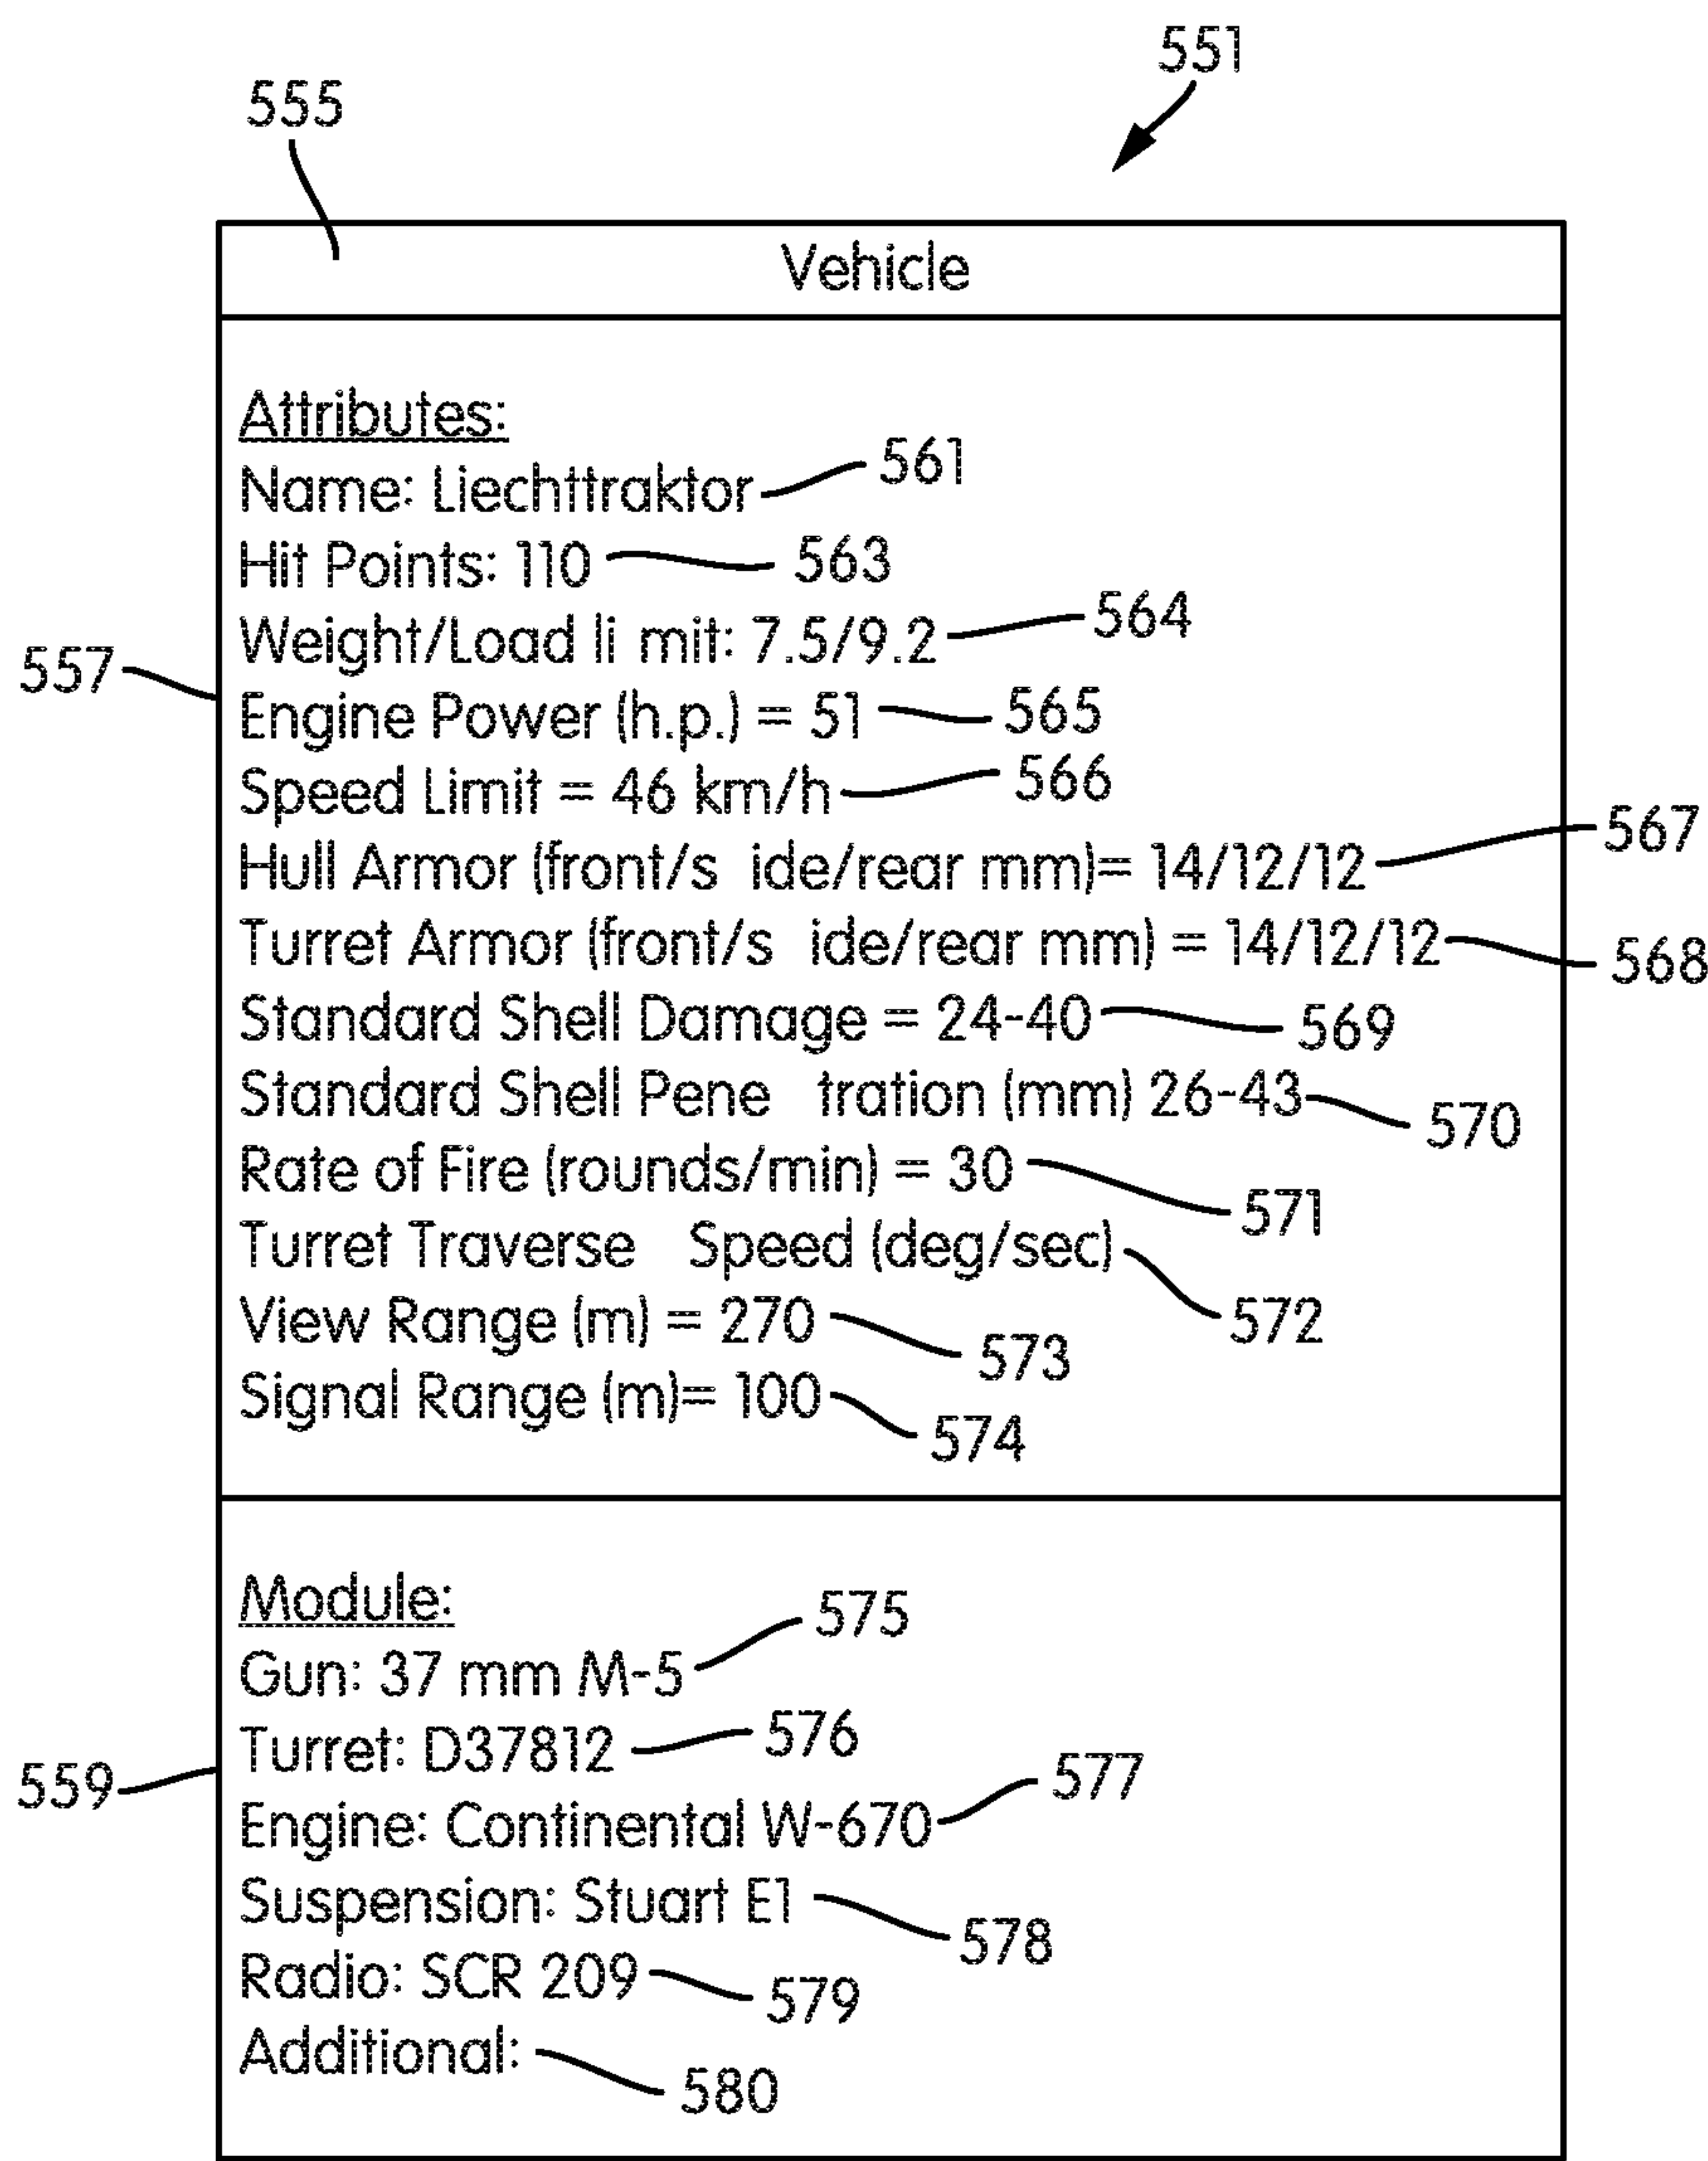 551
555
Vehicle
Attributes:
Name: Liechttraktor 561
Hit Points: 110 563
Weight/Load li mit: 7.5/9.2 564
557
Engine Power (h.p.) = 51 565
Speed Limit = 46 km/h 566
Hull Armor (front/s ide/rear mm)= 14/12/12 567
Turret Armor (front/s ide/rear mm) = 14/12/12 568
Standard Shell Damage = 24-40 569
Standard Shell Pene tration (mm) 26-43 570
Rate of Fire (rounds/min) = 30 571
Turret Traverse Speed (deg/sec) 572
View Range (m) = 270 573
Signal Range (m)= 100 574
Module:
Gun: 37 mm M-5 575
Turret: D37812 576
559
Engine: Continental W-670 577
Suspension: Stuart E1 578
Radio: SCR 209 579
Additional: 580